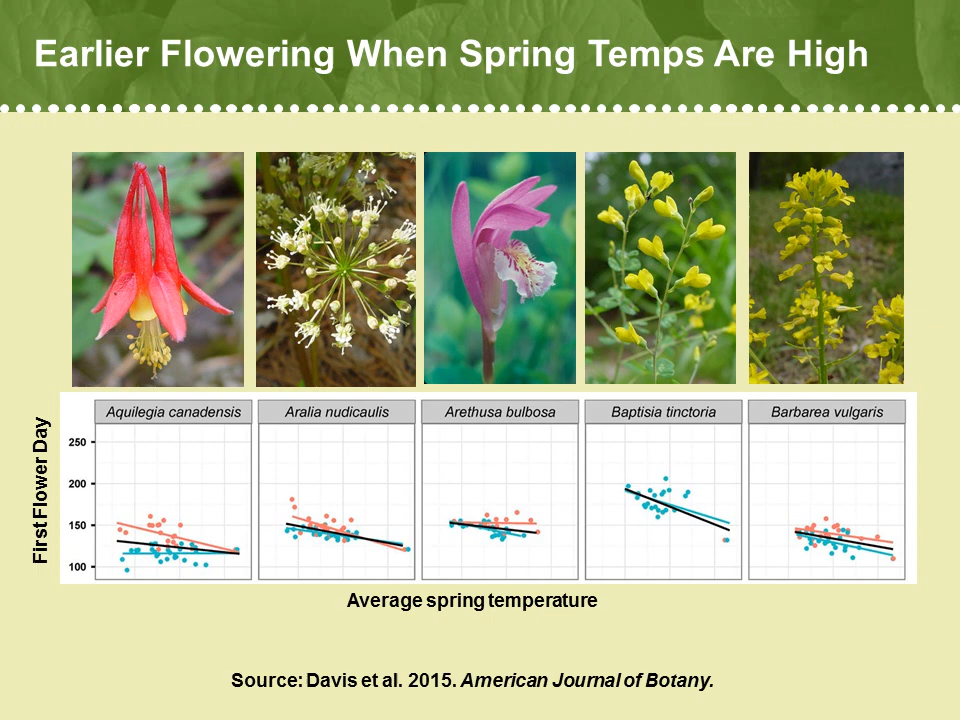 Earlier Flowering When Spring Temps Are High
Aquilegia canadensis
Aralia nudicaulis
Arethusa bulbosa
Baptisia tinctoria
Barbarea vulgaris
First Flower Day
250
200
150
100
Average spring temperature
Source: Davis et al. 2015. American Journal of Botany.